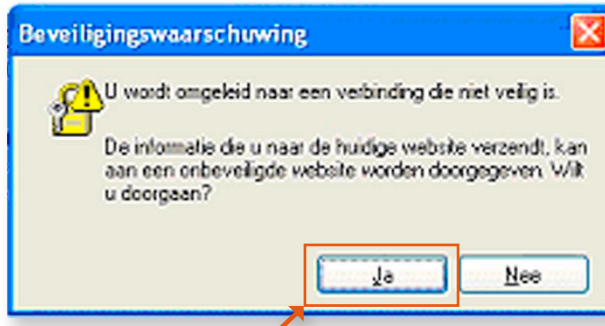 Beveiligingswaarschuwing
U wordt omgeleid naar een verbinding die niet veilig is.
De informatie die u naar de huidige website verzendt, kan
aan een onbeveiligde website worden doorgegeven. Wilt
u doorgaan?
Ja Nee